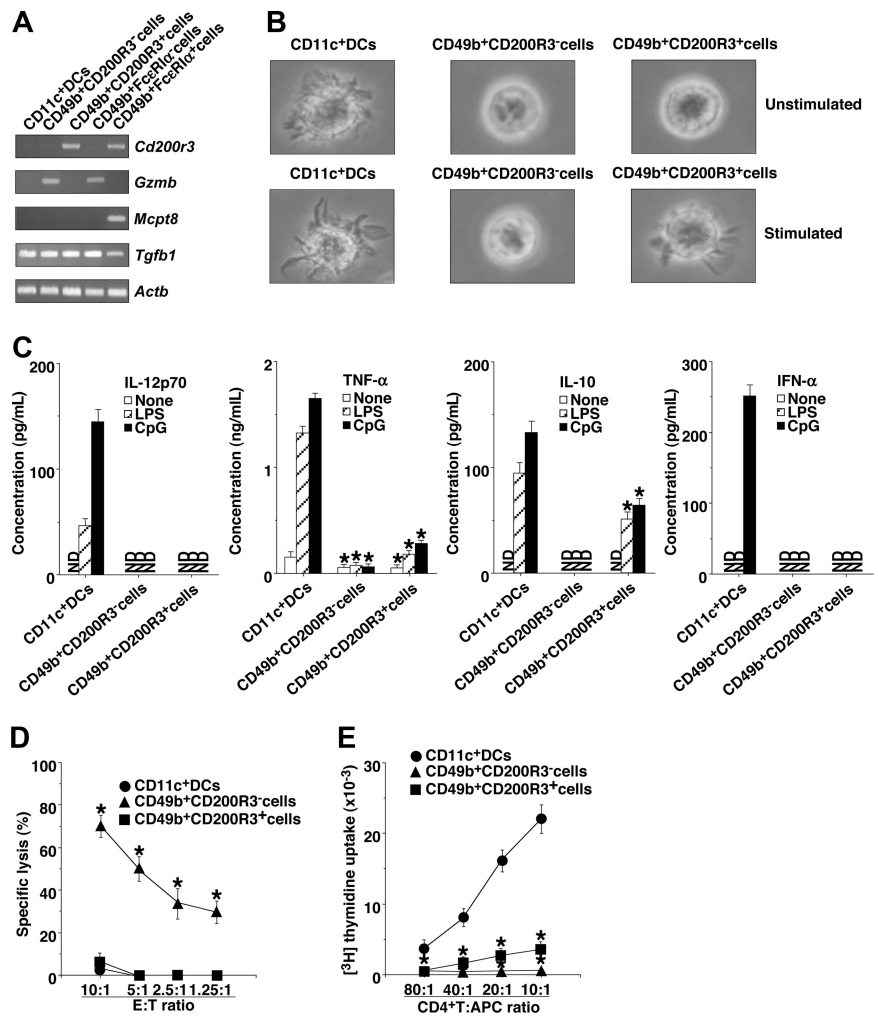 A
CD11c⁺DCs
CD49b⁺CD200R3⁻cells
CD49b⁺CD200R3⁺cells
CD49b⁺FcεRIα⁻cells
CD49b⁺FcεRIα⁺cells
Cd200r3
Gzmb
Mcpt8
Tgfb1
Actb
B
CD11c⁺DCs CD49b⁺CD200R3⁻cells CD49b⁺CD200R3⁺cells
Unstimulated
CD11c⁺DCs CD49b⁺CD200R3⁻cells CD49b⁺CD200R3⁺cells
Stimulated
C
Concentration (pg/mL)
200
100
0
IL-12p70
None
LPS
CpG
ND
ND ND
ND ND
CD11c⁺DCs
CD49b⁺CD200R3⁻cells
CD49b⁺CD200R3⁺cells
Concentration (ng/mlL)
2
1
0
TNF-α
None
LPS
CpG
* * *
* * *
CD11c⁺DCs
CD49b⁺CD200R3⁻cells
CD49b⁺CD200R3⁺cells
Concentration (pg/mL)
200
100
0
IL-10
None
LPS
CpG
ND
ND ND
ND
* *
CD11c⁺DCs
CD49b⁺CD200R3⁻cells
CD49b⁺CD200R3⁺cells
Concentration (pg/mL)
300
200
100
0
IFN-α
None
LPS
CpG
ND
ND ND
ND ND
CD11c⁺DCs
CD49b⁺CD200R3⁻cells
CD49b⁺CD200R3⁺cells
D
Specific lysis (%)
100
80
60
40
20
0
CD11c⁺DCs
CD49b⁺CD200R3⁻cells
CD49b⁺CD200R3⁺cells
* * * *
10:1 5:1 2.5:1 1.25:1
E:T ratio
E
[³H] thymidine uptake (x10⁻³)
30
20
10
0
CD11c⁺DCs
CD49b⁺CD200R3⁻cells
CD49b⁺CD200R3⁺cells
* * * *
* *
80:1 40:1 20:1 10:1
CD4⁺T:APC ratio